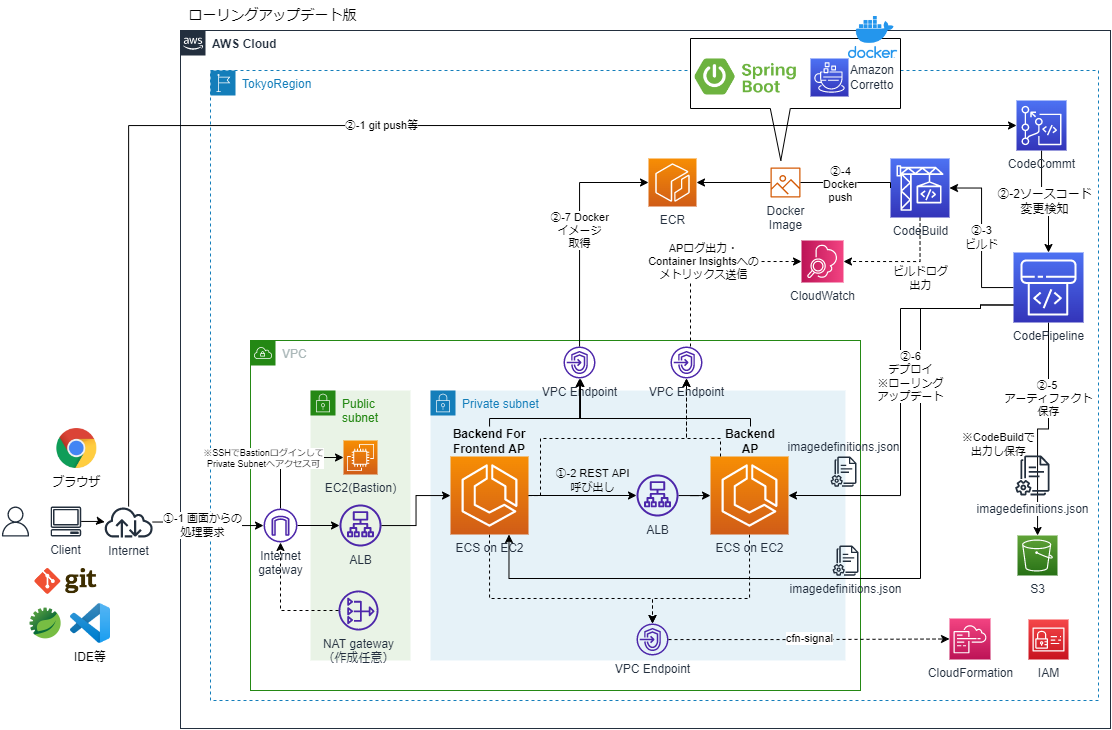 ローリングアップデート版
aws
AWS Cloud
TokyoRegion
Spring
Boot
docker
Amazon
Corretto
②-1 git push等
CodeCommt
②-2ソースコード
変更検知
②-4
Docker
push
ECR
Docker
Image
CodeBuild
②-3
ビルド
②-7 Docker
イメージ
取得
APログ出力・
Container Insightsへの
メトリックス送信
CloudWatch
ビルドログ
出力
CodePipeline
VPC
VPC Endpoint
VPC Endpoint
②-6
デプロイ
※ローリング
アップデート
②-5
アーティファクト
保存
Public
subnet
Private subnet
Backend For
Frontend AP
Backend
AP
imagedefinitions.json
※CodeBuildで
出力し保存
※SSHでBastionログインして
Private Subnetへアクセス可
EC2(Bastion)
①-2 REST API
呼び出し
ブラウザ
imagedefinitions.json
①-1 画面からの
処理要求
Client
Internet
Internet
gateway
ALB
ECS on EC2
ALB
ECS on EC2
git
imagedefinitions.json
S3
NAT gateway
(作成任意)
IDE等
cfn-signal
VPC Endpoint
CloudFormation
IAM